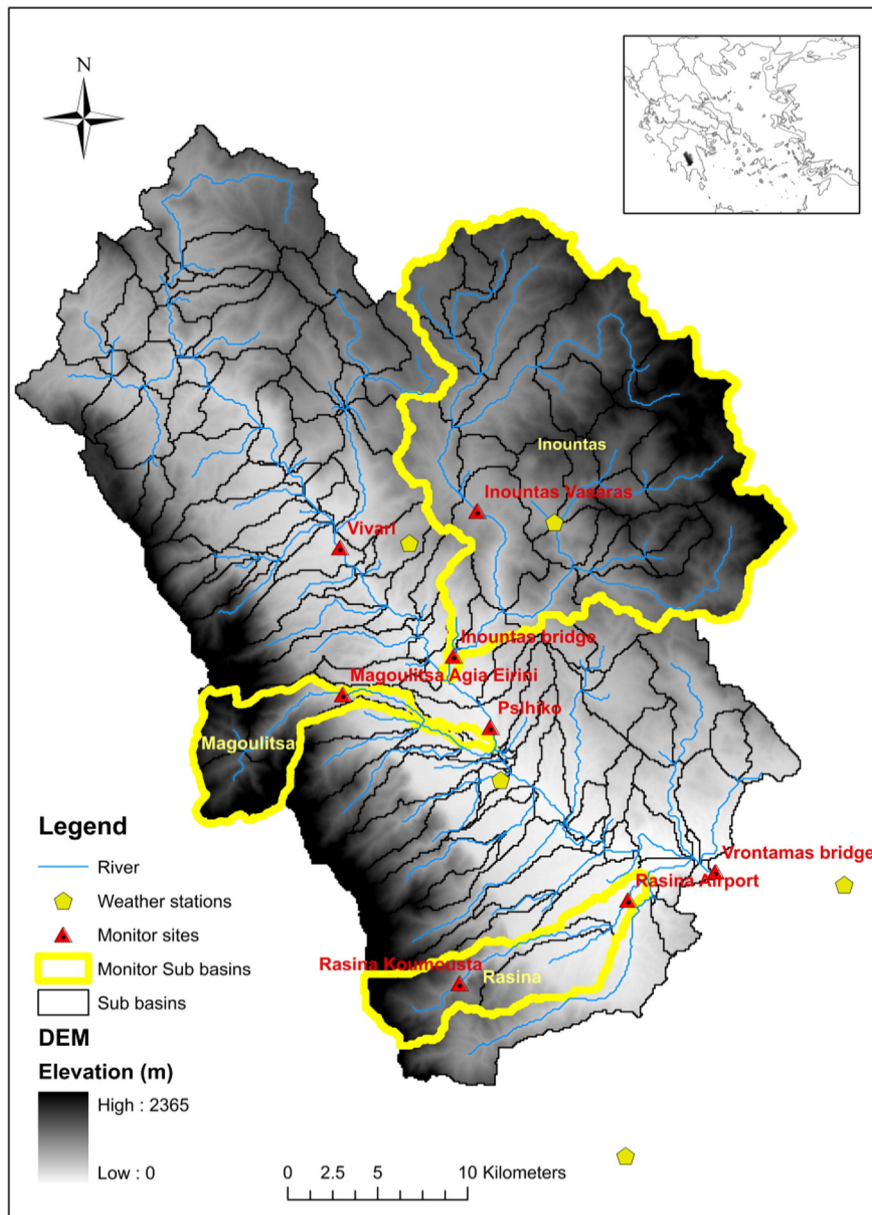 N
Inountas
Inountas Vasaras
Vivari
Inountas bridge
Magoulitsa Agia Eirini
Psihiko
Magoulitsa
Legend
River
Weather stations
Monitor sites
Monitor Sub basins
Sub basins
Vrontamas bridge
Rasina Airport
Rasina Koumousta
Rasina
DEM
Elevation (m)
High : 2365
Low : 0
0 2.5 5 10 Kilometers